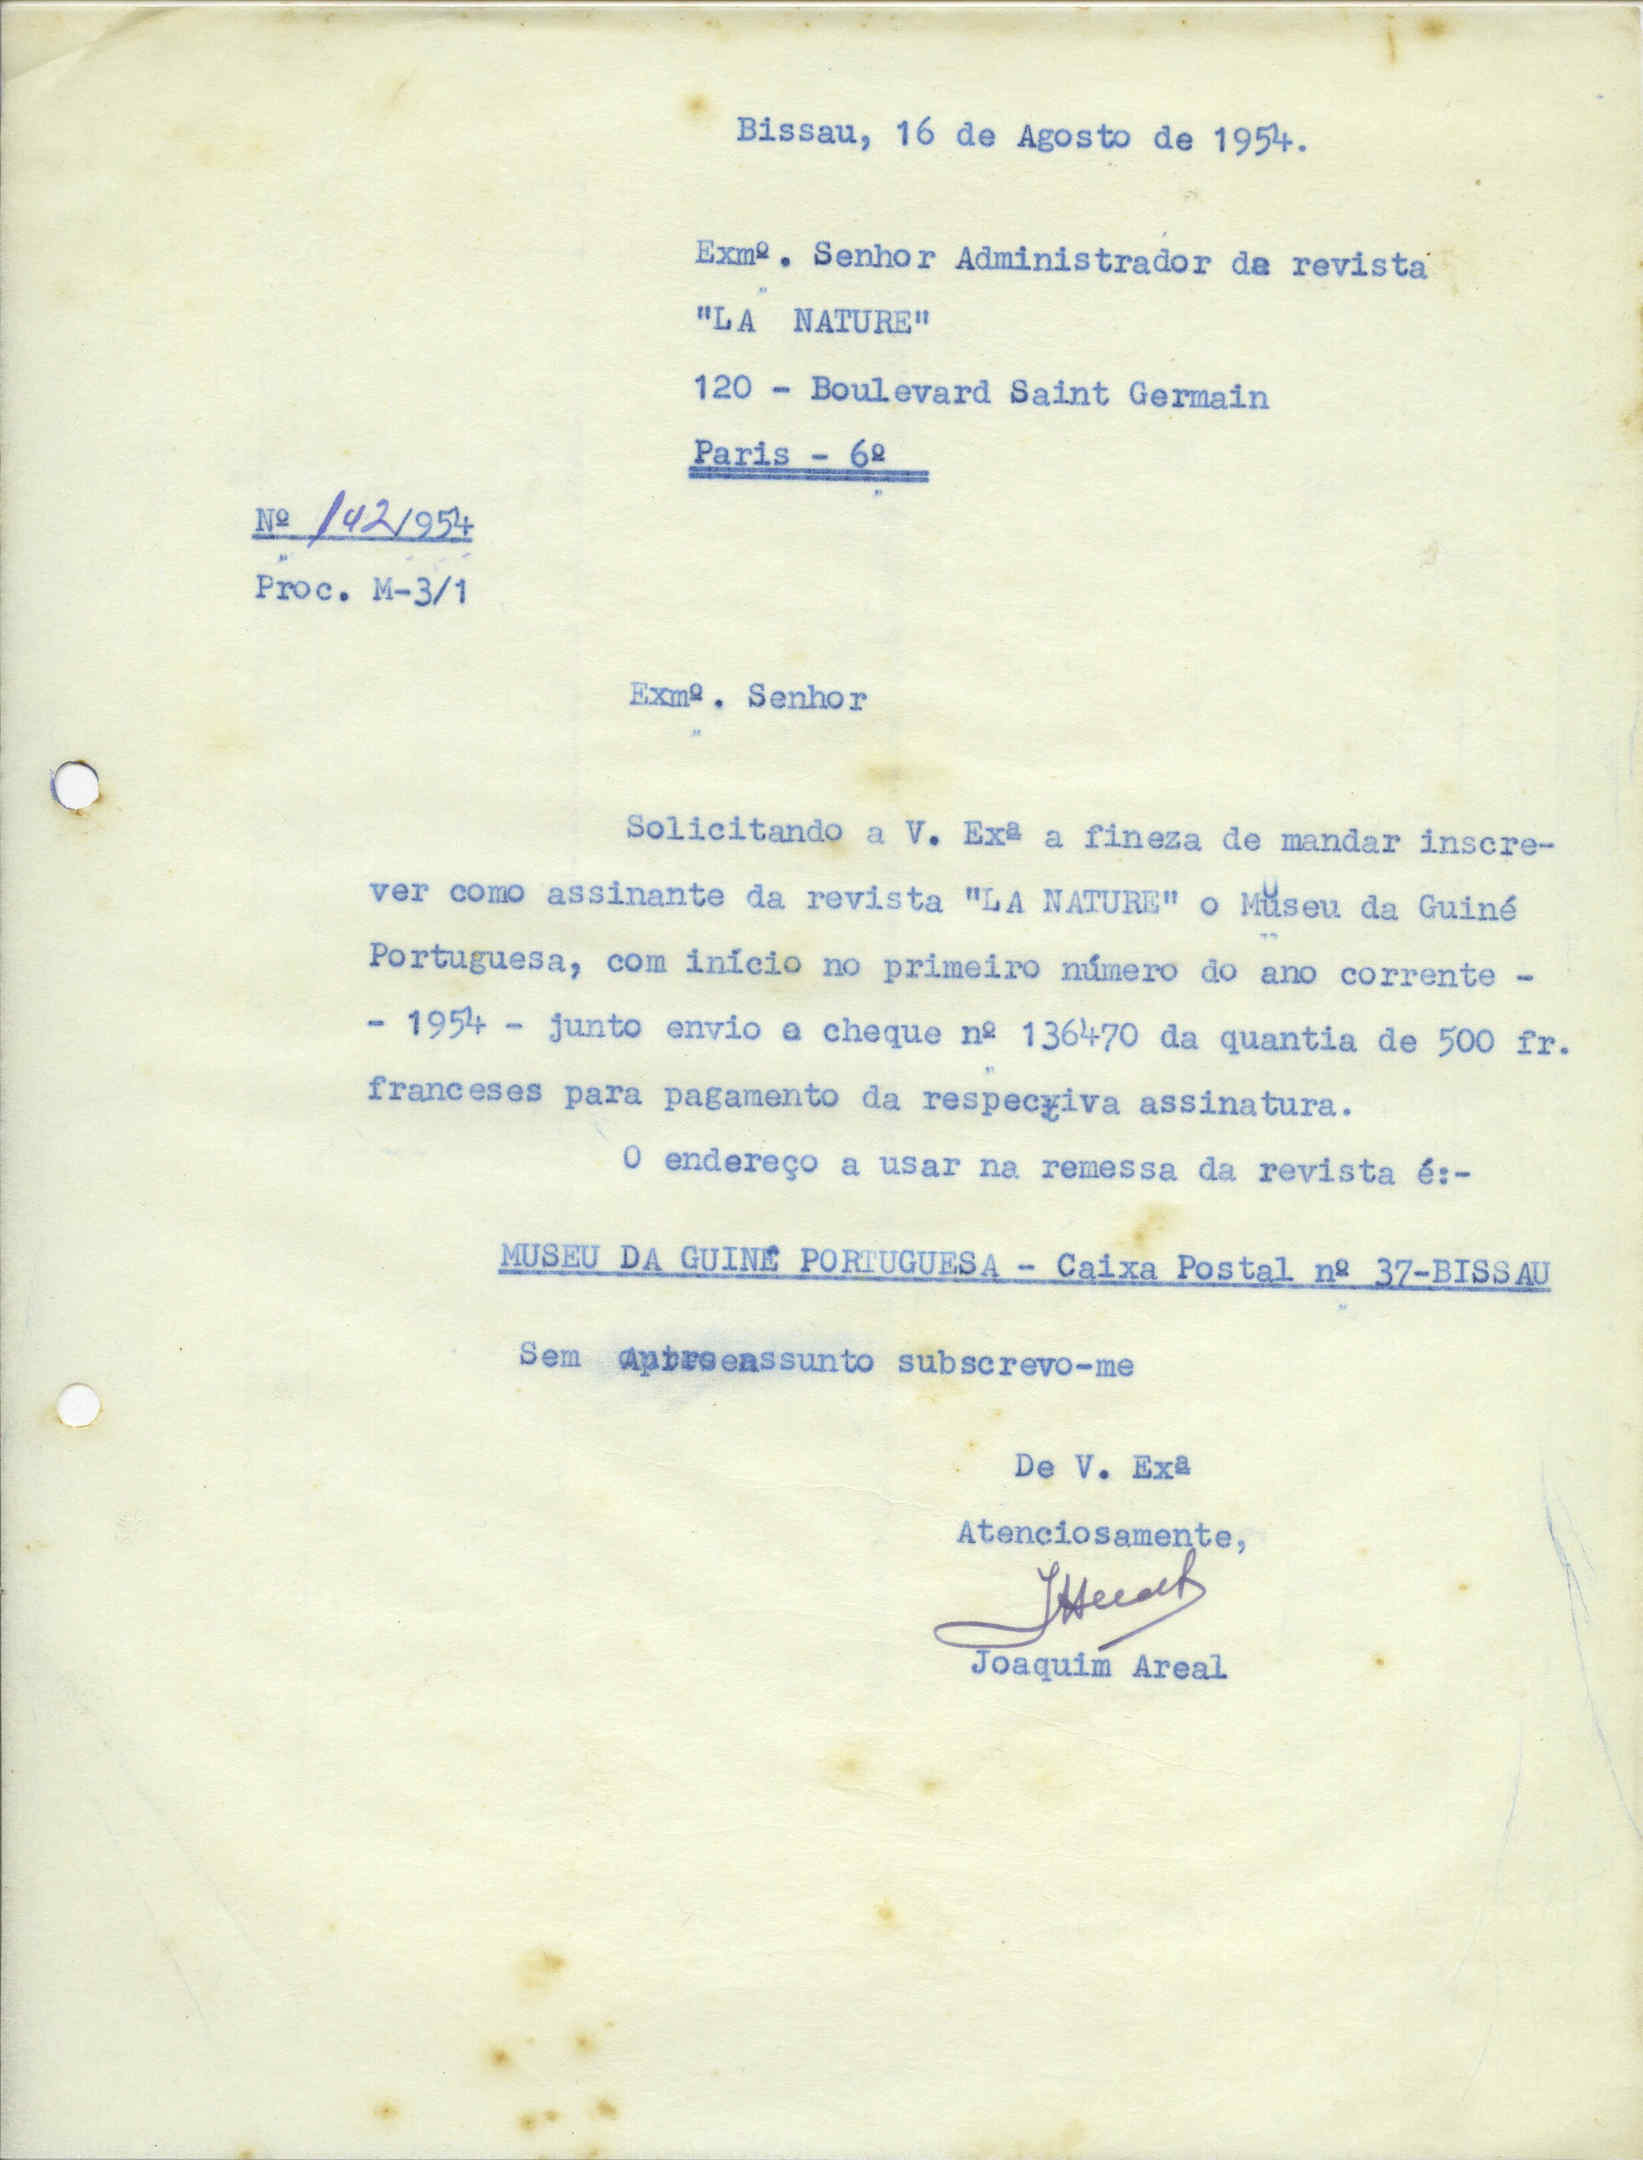 Bissau, 16 de Agosto de 1954.
Exmº. Senhor Administrador da revista
"LA NATURE"
120 - Boulevard Saint Germain
Paris - 6º
Nº 142/954
Proc. M-3/1
Exmº. Senhor
Solicitando a V. Exª a fineza de mandar inscre-
ver como assinante da revista "LA NATURE" o Museu da Guiné
Portuguesa, com início no primeiro número do ano corrente -
- 1954 - junto envio o cheque nº 136470 da quantia de 500 fr.
franceses para pagamento da respectiva assinatura.
O endereço a usar na remessa da revista é:-
MUSEU DA GUINÉ PORTUGUESA - Caixa Postal nº 37-BISSAU
Sem outro assunto subscrevo-me
De V. Exª
Atenciosamente,
Joaquim Areal